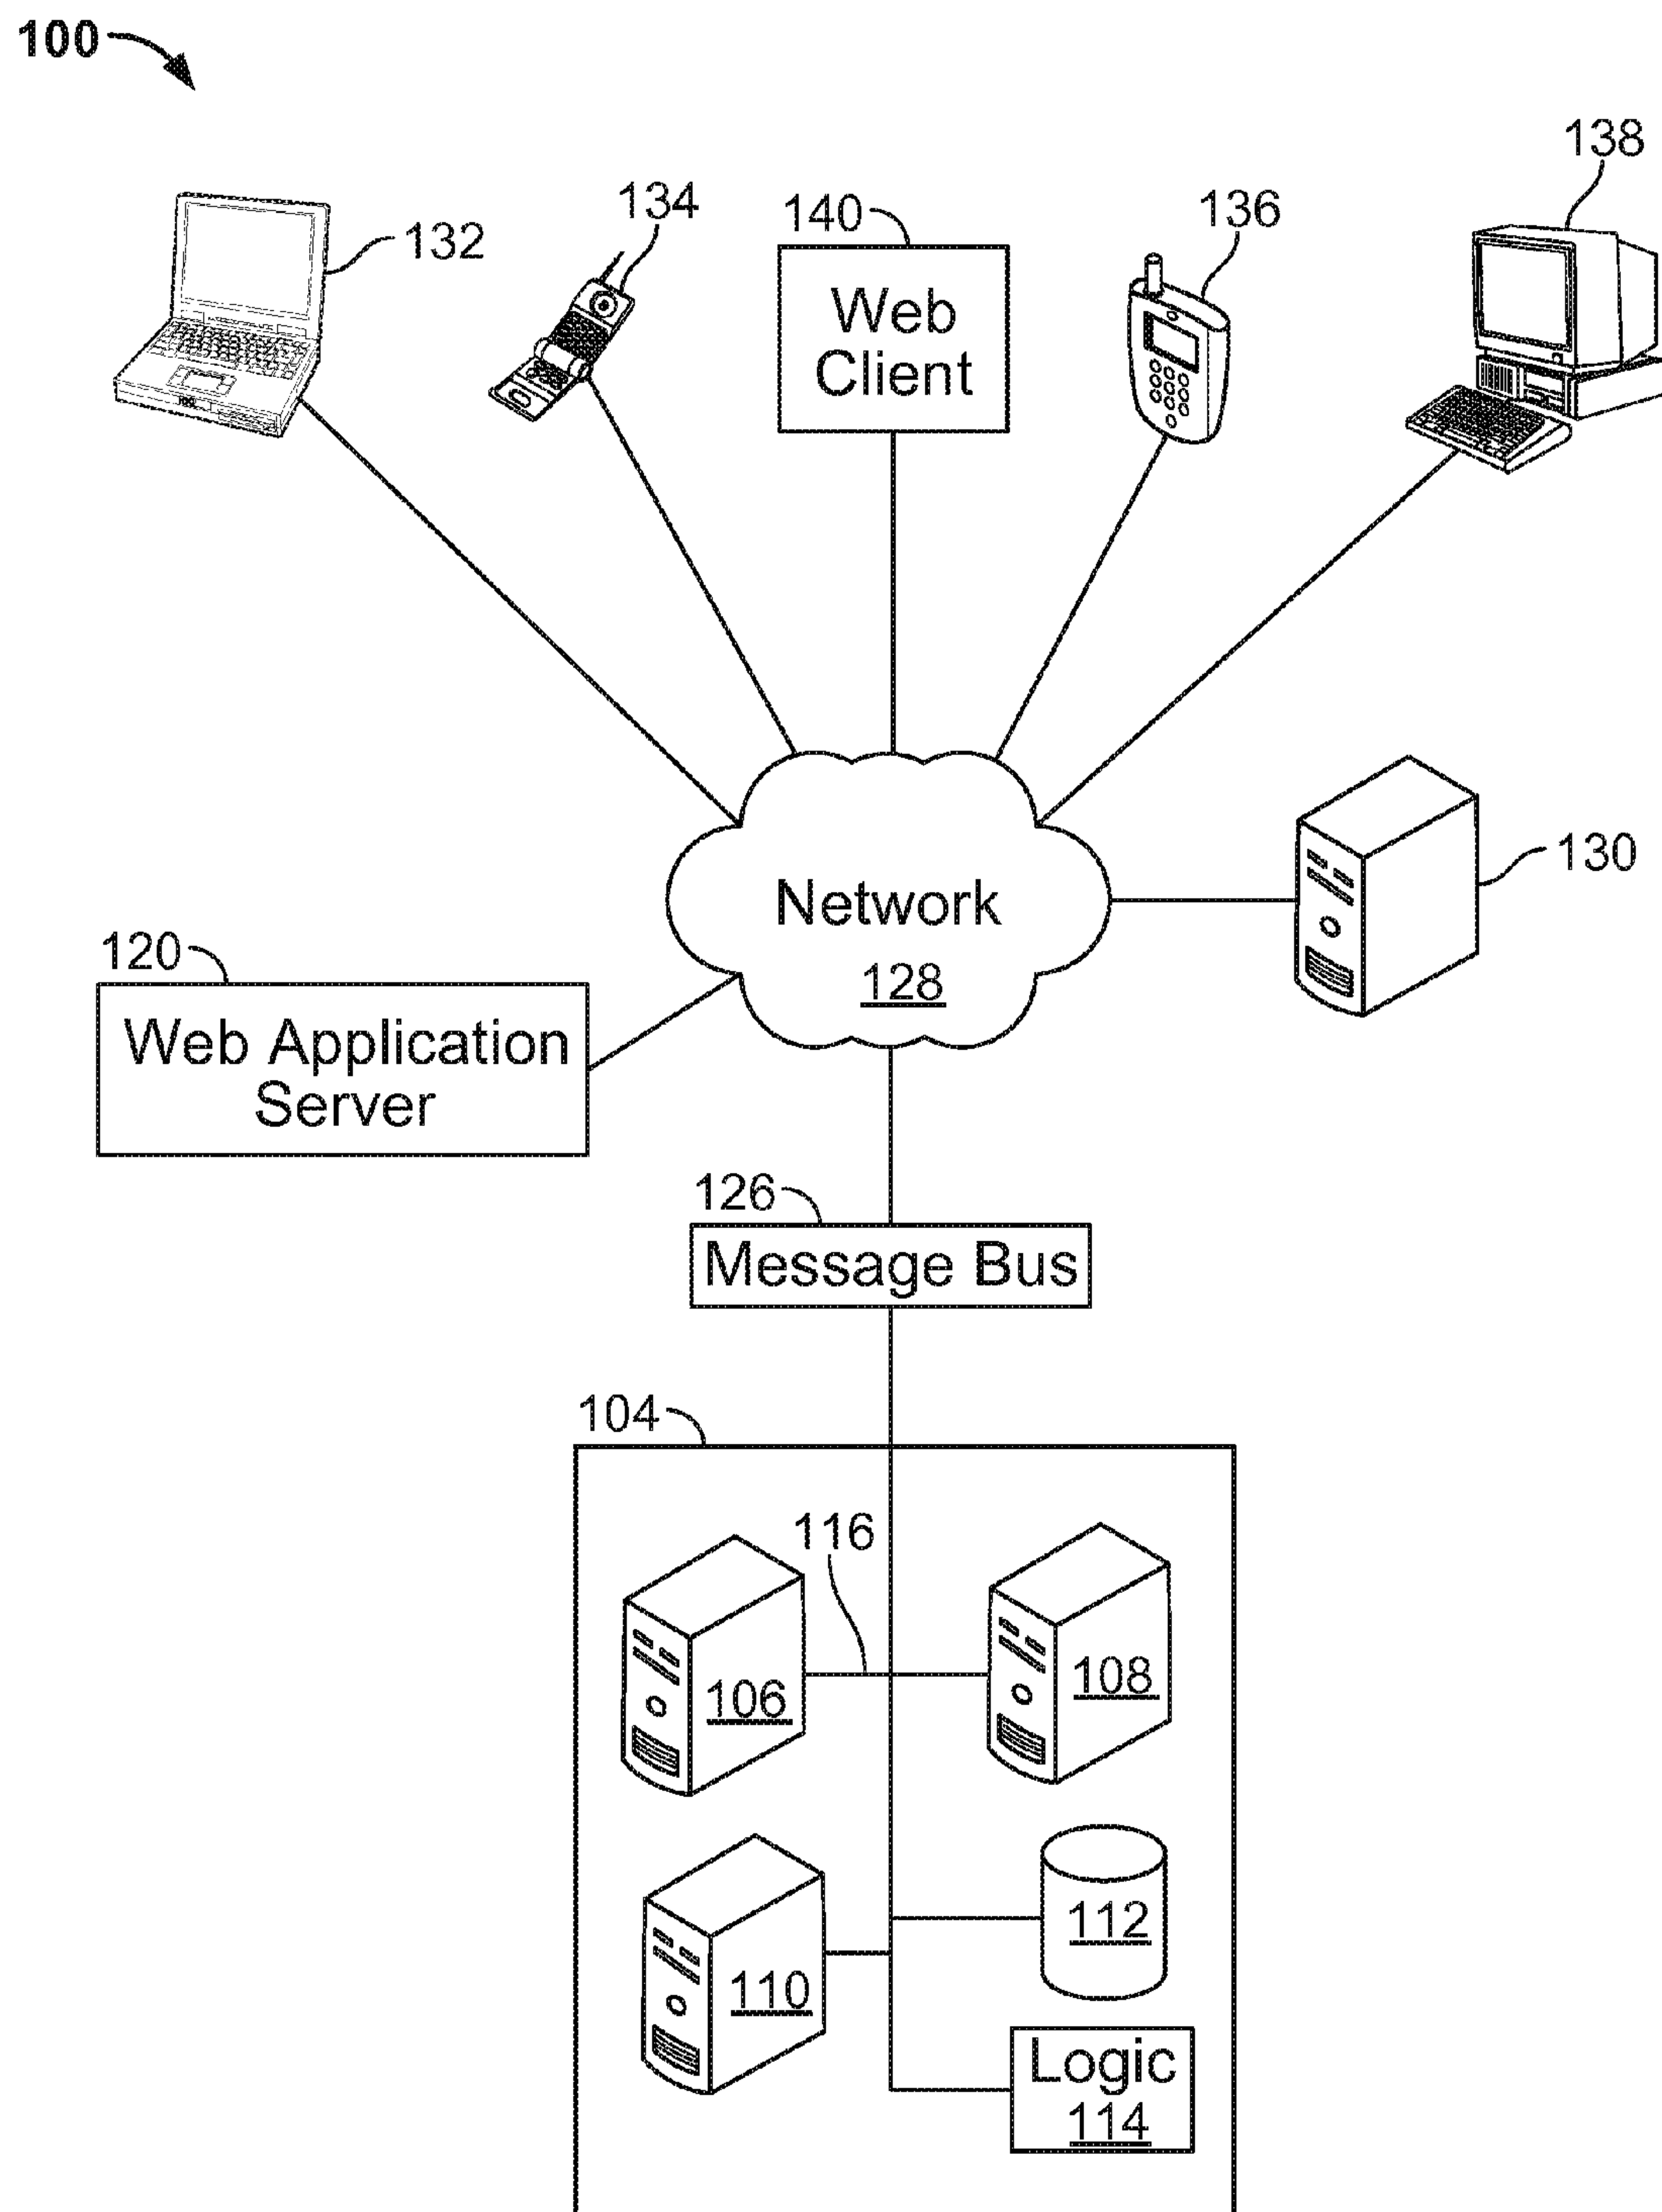 100
138
134
140
136
132
Web
Client
130
Network
128
120
Web Application
Server
126
Message Bus
104
116
106
108
112
110
Logic
114